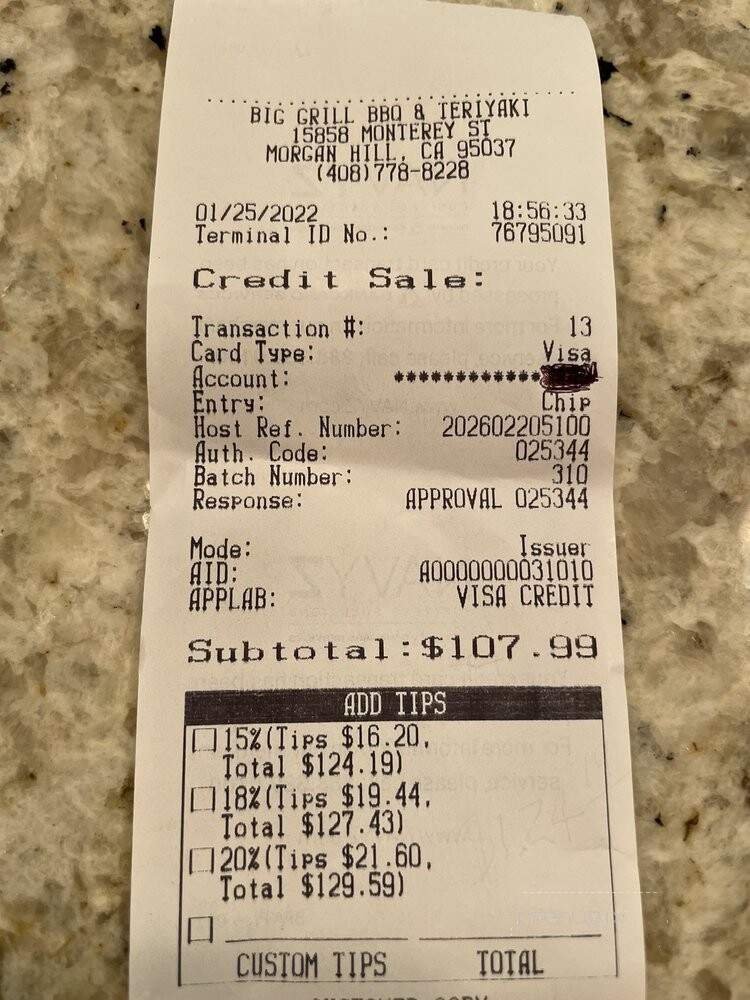 BIG GRILL BBQ & TERIYAKI
15858 MONTEREY ST
MORGAN HILL, CA 95037
(408)778-8228
01/25/2022 18:56:33
Terminal ID No.: 76795091
Credit Sale:
Transaction #: 13
Card Type: Visa
Account: ************
Entry: Chip
Host Ref. Number: 202602205100
Auth. Code: 025344
Batch Number: 310
Response: APPROVAL 025344
Mode: Issuer
AID: A0000000031010
APPLAB: VISA CREDIT
Subtotal:$107.99
ADD TIPS
15%(Tips $16.20,
Total $124.19)
18%(Tips $19.44,
Total $127.43)
20%(Tips $21.60,
Total $129.59)
CUSTOM TIPS TOTAL
CUSTOMER COPY